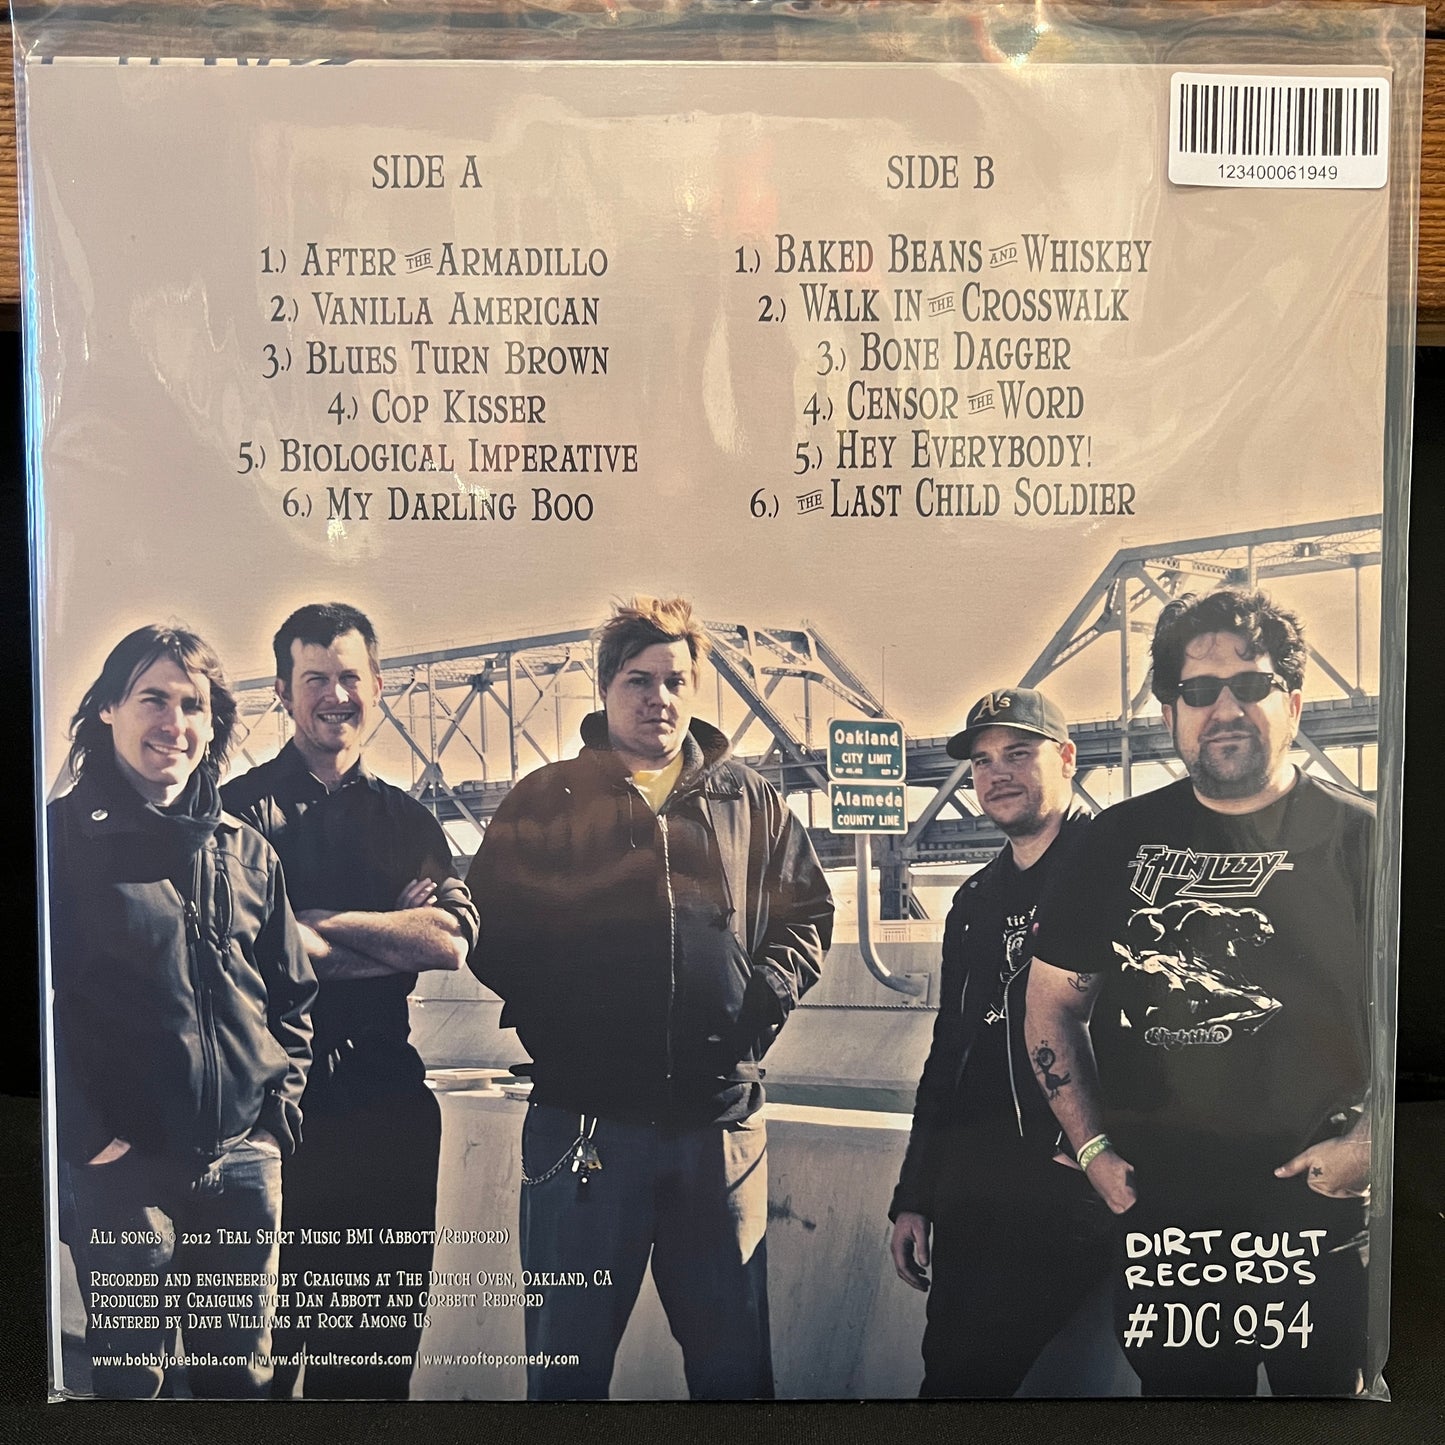 123400061949
SIDE A
1.) AFTER THE ARMADILLO
2.) VANILLA AMERICAN
3.) BLUES TURN BROWN
4.) COP KISSER
5.) BIOLOGICAL IMPERATIVE
6.) MY DARLING BOO
SIDE B
1.) BAKED BEANS AND WHISKEY
2.) WALK IN THE CROSSWALK
3.) BONE DAGGER
4.) CENSOR THE WORD
5.) HEY EVERYBODY!
6.) THE LAST CHILD SOLDIER
A's
Oakland
CITY LIMIT
Alameda
COUNTY LINE
THIN LIZZY
Nightlife
ALL SONGS © 2012 TEAL SHIRT MUSIC BMI (ABBOTT/REDFORD)
RECORDED AND ENGINEERED BY CRAIGUMS AT THE DUTCH OVEN, OAKLAND, CA
PRODUCED BY CRAIGUMS WITH DAN ABBOTT AND CORBETT REDFORD
MASTERED BY DAVE WILLIAMS AT ROCK AMONG US
www.bobbyjoeebola.com | www.dirtcultrecords.com | www.rooftopcomedy.com
DIRT CULT
RECORDS
#DC 054